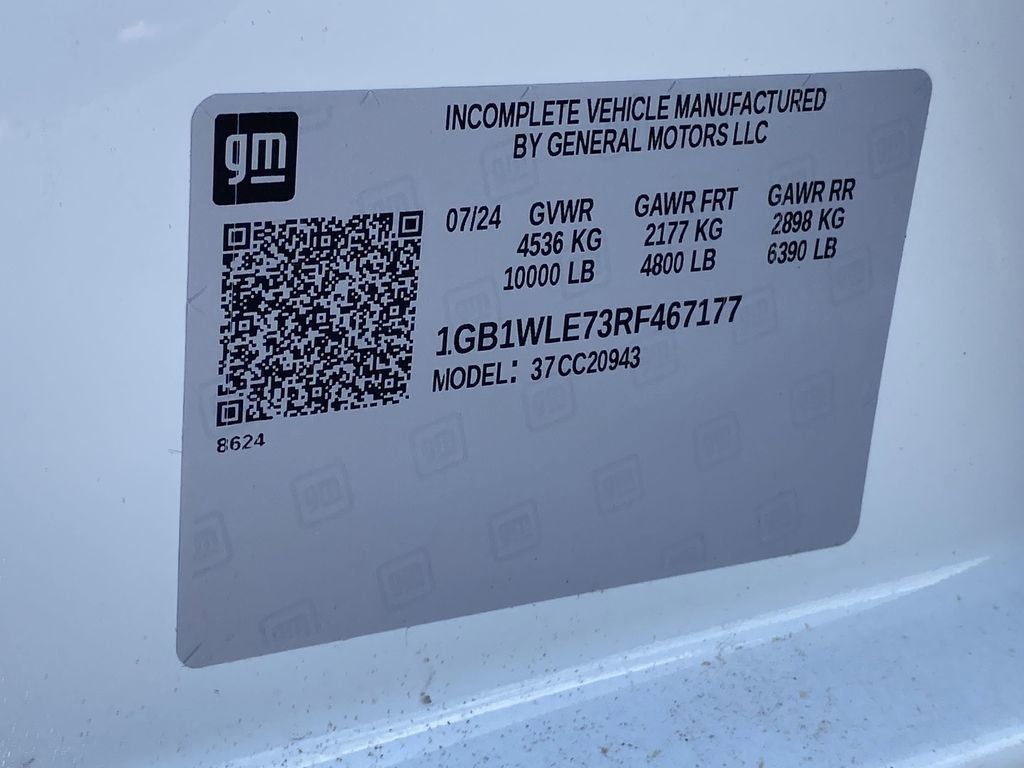 gm
INCOMPLETE VEHICLE MANUFACTURED
BY GENERAL MOTORS LLC
07/24 GVWR GAWR FRT GAWR RR
4536 KG 2177 KG 2898 KG
10000 LB 4800 LB 6390 LB
1GB1WLE73RF467177
MODEL: 37CC20943
8624